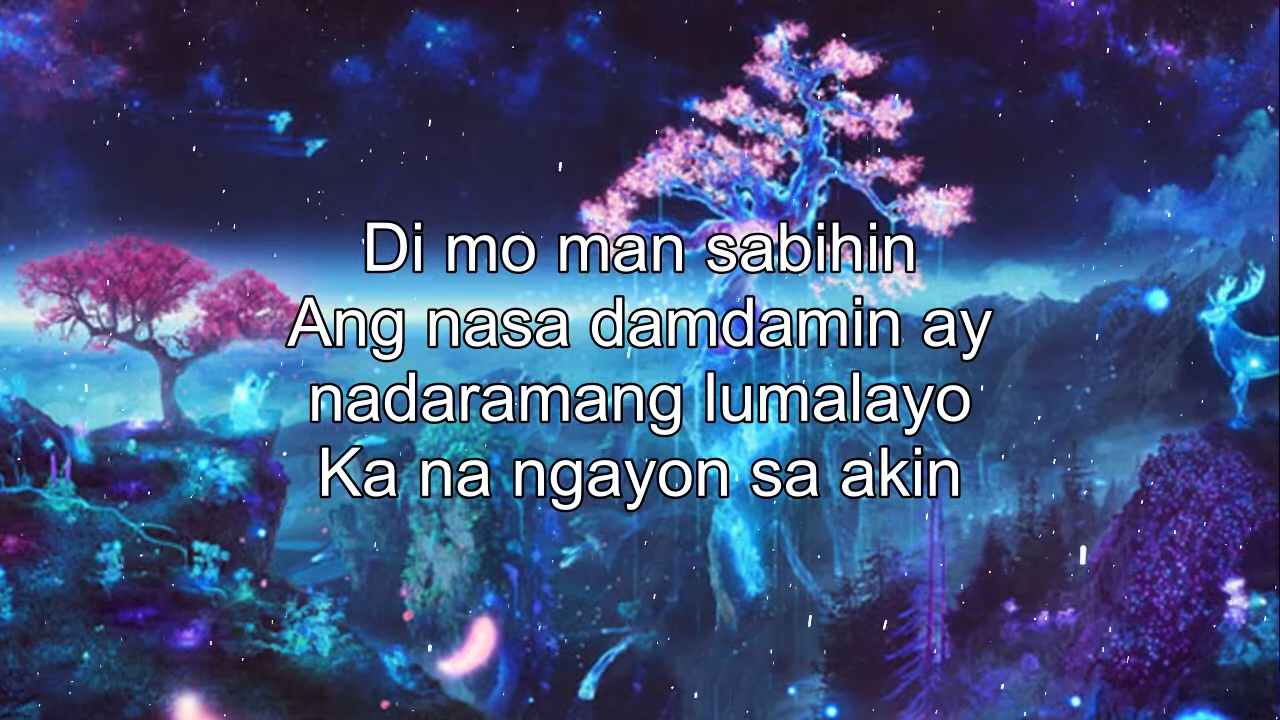 Di mo man sabihin
Ang nasa damdamin ay
nadaramang lumalayo
Ka na ngayon sa akin